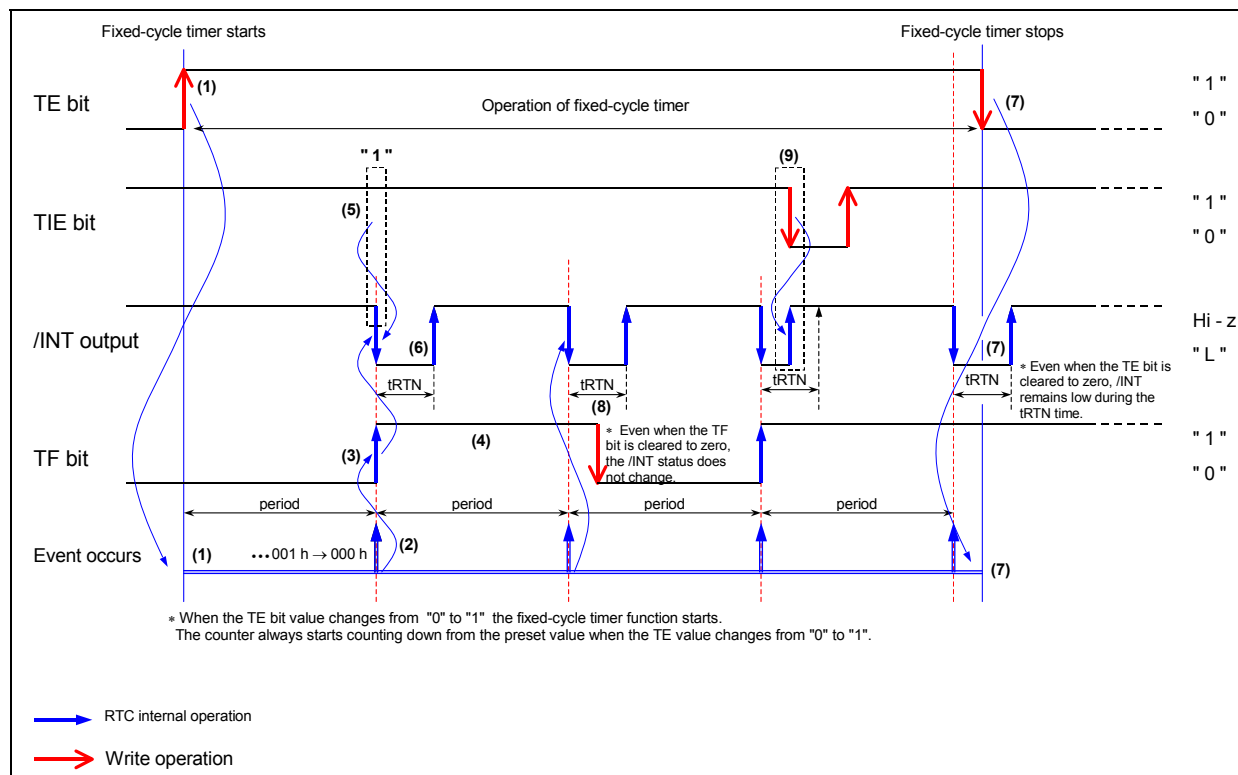 Fixed-cycle timer starts
Fixed-cycle timer stops
TE bit
(1)
Operation of fixed-cycle timer
(7)
" 1 "
" 0 "
" 1 "
(9)
TIE bit
(5)
" 1 "
" 0 "
/INT output
(6)
(7)
Hi - z
" L "
tRTN
tRTN
tRTN
tRTN
∗ Even when the TE bit is
cleared to zero, /INT
remains low during the
tRTN time.
(8)
∗ Even when the TF
bit is cleared to zero,
the /INT status does
not change.
TF bit
(3)
(4)
" 1 "
" 0 "
period
period
period
period
Event occurs
(1)
•••001 h → 000 h
(2)
(7)
∗ When the TE bit value changes from "0" to "1" the fixed-cycle timer function starts.
The counter always starts counting down from the preset value when the TE value changes from "0" to "1".
RTC internal operation
Write operation